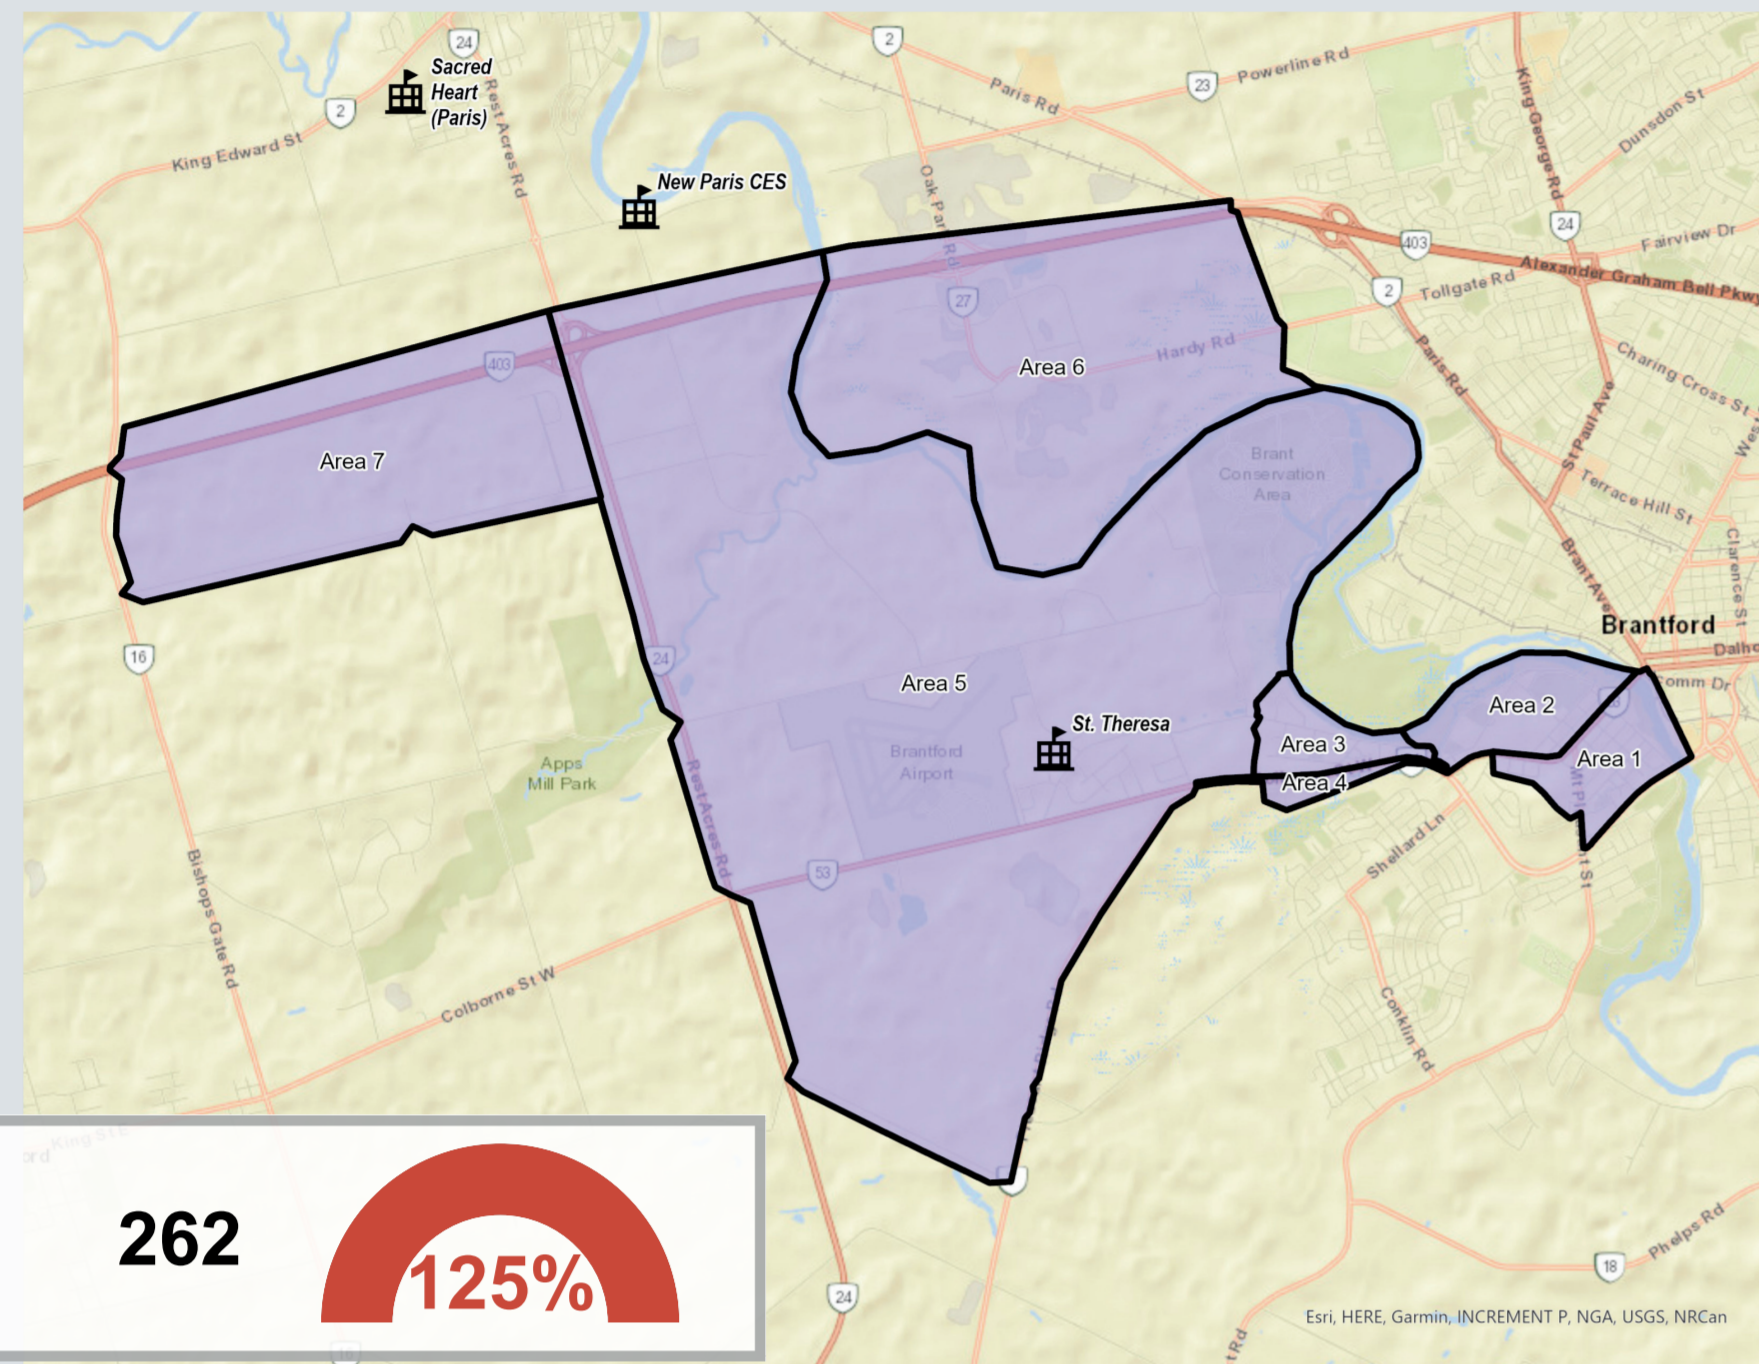 24
Sacred
Heart
(Paris)
2
King Edward St
Rest Acres Rd
New Paris CES
2
Paris Rd
23
Powerline Rd
King George Rd
Dunsdon St
24
Fairview Dr
403
Alexander Graham Bell Pkwy
2
Tollgate Rd
Oak Park Rd
27
Hardy Rd
Area 6
403
Area 7
Paris Rd
Charing Cross St
St Paul Ave
Terrace Hill St
Brant Ave
Clarence St
Brant
Conservation
Area
Brantford
16
24
Area 5
St. Theresa
Brantford
Airport
Apps
Mill Park
Rest Acres Rd
Area 3
Area 4
Area 2
Area 1
Comm Dr
53
Shellard Ln
Bishops Gate Rd
Colborne St W
Conklin Rd
King St E
262
125%
24
18
Phelps Rd
Esri, HERE, Garmin, INCREMENT P, NGA, USGS, NRCan